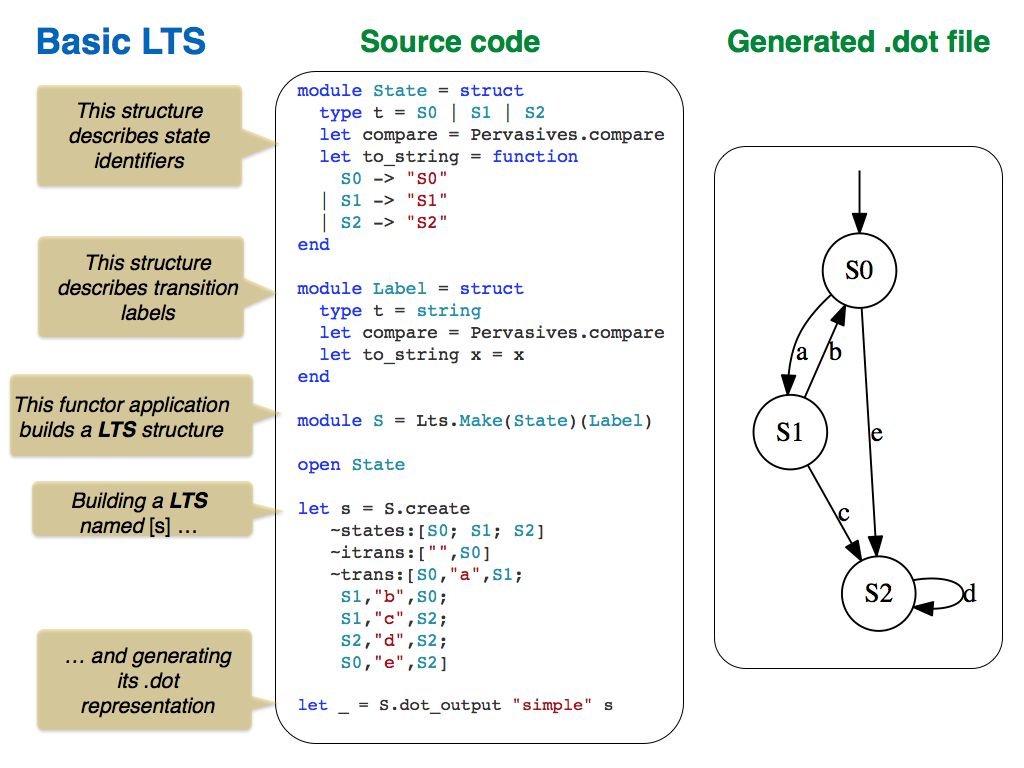 Basic LTS
Source code
Generated .dot file
This structure
describes state
identifiers
This structure
describes transition
labels
This functor application
builds a LTS structure
Building a LTS
named [s] …
… and generating
its .dot
representation
module State = struct
  type t = S0 | S1 | S2
  let compare = Pervasives.compare
  let to_string = function
    S0 -> "S0"
  | S1 -> "S1"
  | S2 -> "S2"
end
module Label = struct
  type t = string
  let compare = Pervasives.compare
  let to_string x = x
end
module S = Lts.Make(State)(Label)
open State
let s = S.create
   ~states:[S0; S1; S2]
   ~itrans:["",S0]
   ~trans:[S0,"a",S1;
    S1,"b",S0;
    S1,"c",S2;
    S2,"d",S2;
    S0,"e",S2]
let _ = S.dot_output "simple" s
S0
a
b
S1
e
c
S2
d